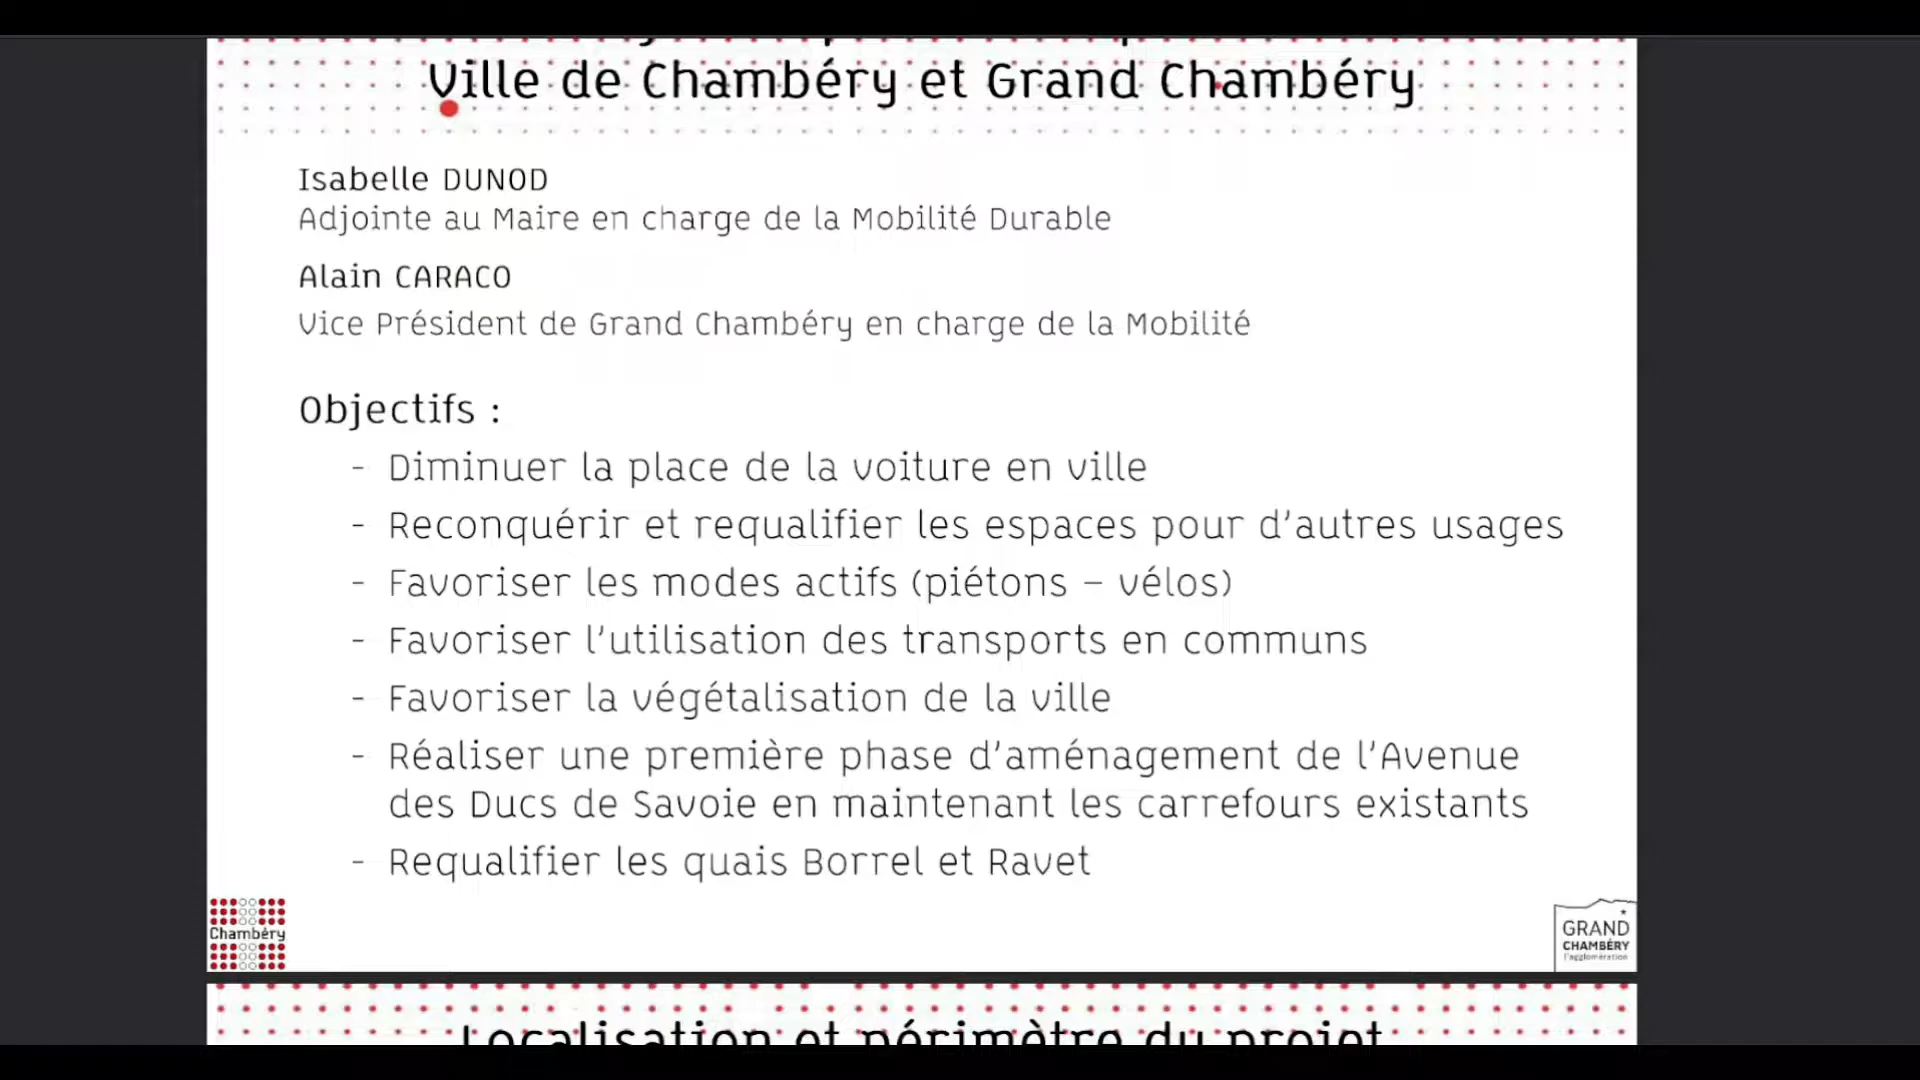 Ville de Chambéry et Grand Chambéry
Isabelle DUNOD
Adjointe au Maire en charge de la Mobilité Durable
Alain CARACO
Vice Président de Grand Chambéry en charge de la Mobilité
Objectifs :
- Diminuer la place de la voiture en ville
- Reconquérir et requalifier les espaces pour d'autres usages
- Favoriser les modes actifs (piétons – vélos)
- Favoriser l'utilisation des transports en communs
- Favoriser la végétalisation de la ville
- Réaliser une première phase d'aménagement de l'Avenue
des Ducs de Savoie en maintenant les carrefours existants
- Requalifier les quais Borrel et Ravet
Chambéry
GRAND
CHAMBÉRY
l'agglomération
Localisation et périmètre du projet